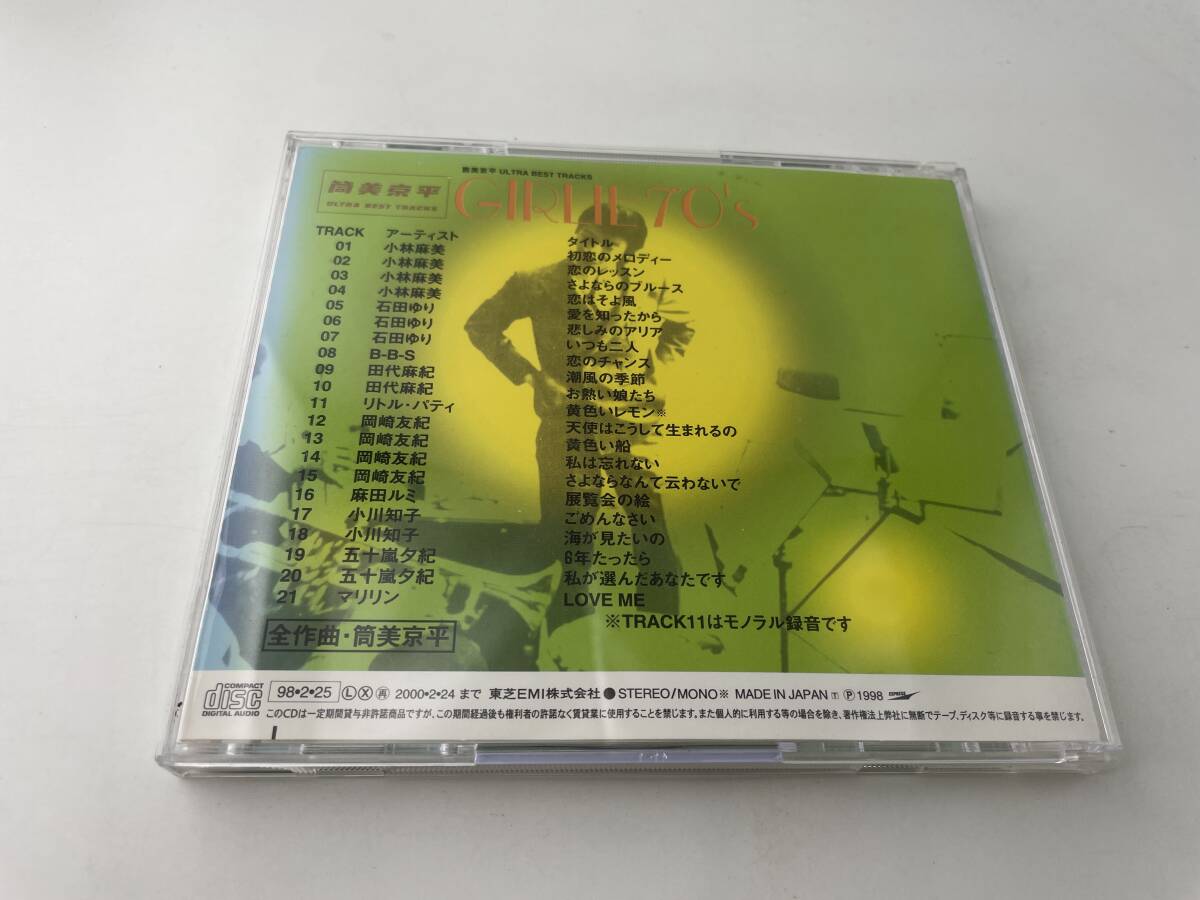 筒美京平 ULTRA BEST TRACKS
筒美京平
ULTRA BEST TRACKS
GIRLIE 70's
TRACK アーティスト タイトル
01 小林麻美 初恋のメロディー
02 小林麻美 恋のレッスン
03 小林麻美 さよならのブルース
04 小林麻美 恋はそよ風
05 石田ゆり 愛を知ったから
06 石田ゆり 悲しみのアリア
07 石田ゆり いつも二人
08 B-B-S 恋のチャンス
09 田代麻紀 潮風の季節
10 田代麻紀 お熱い娘たち
11 リトル・パティ 黄色いレモン※
12 岡崎友紀 天使はこうして生まれるの
13 岡崎友紀 黄色い船
14 岡崎友紀 私は忘れない
15 岡崎友紀 さよならなんて云わないで
16 麻田ルミ 展覧会の絵
17 小川知子 ごめんなさい
18 小川知子 海が見たいの
19 五十嵐夕紀 6年たったら
20 五十嵐夕紀 私が選んだあなたです
21 マリリン LOVE ME
※TRACK11はモノラル録音です
全作曲・筒美京平
COMPACT disc DIGITAL AUDIO 98•2•25 Ⓛ Ⓧ 再 2000•2•24 まで 東芝EMI株式会社 ● STEREO/MONO※ MADE IN JAPAN Ⓟ 1998 EXPRESS
このCDは一定期間貸与非許諾商品ですが、この期間経過後も権利者の許諾なく賃貸業に使用することを禁じます。また個人的に利用する等の場合を除き、著作権法上弊社に無断でテープ、ディスク等に録音する事を禁じます。